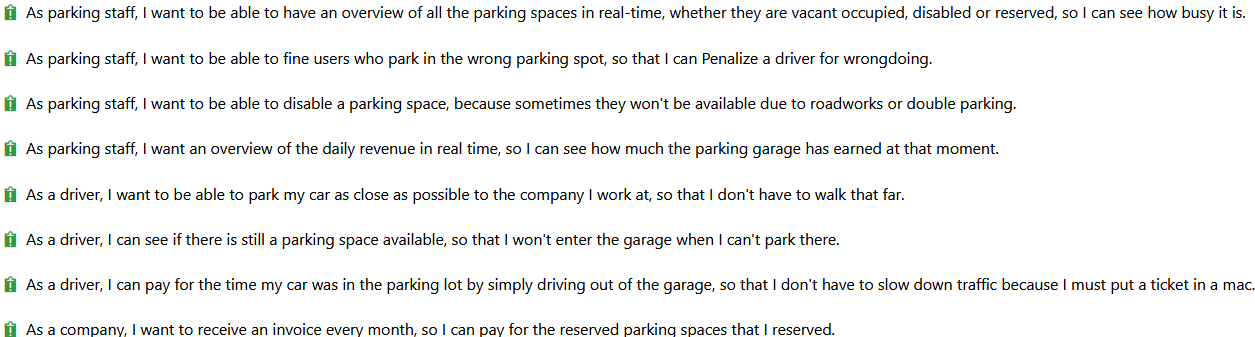 As parking staff, I want to be able to have an overview of all the parking spaces in real-time, whether they are vacant occupied, disabled or reserved, so I can see how busy it is.
As parking staff, I want to be able to fine users who park in the wrong parking spot, so that I can Penalize a driver for wrongdoing.
As parking staff, I want to be able to disable a parking space, because sometimes they won't be available due to roadworks or double parking.
As parking staff, I want an overview of the daily revenue in real time, so I can see how much the parking garage has earned at that moment.
As a driver, I want to be able to park my car as close as possible to the company I work at, so that I don't have to walk that far.
As a driver, I can see if there is still a parking space available, so that I won't enter the garage when I can't park there.
As a driver, I can pay for the time my car was in the parking lot by simply driving out of the garage, so that I don't have to slow down traffic because I must put a ticket in a mac.
As a company, I want to receive an invoice every month, so I can pay for the reserved parking spaces that I reserved.